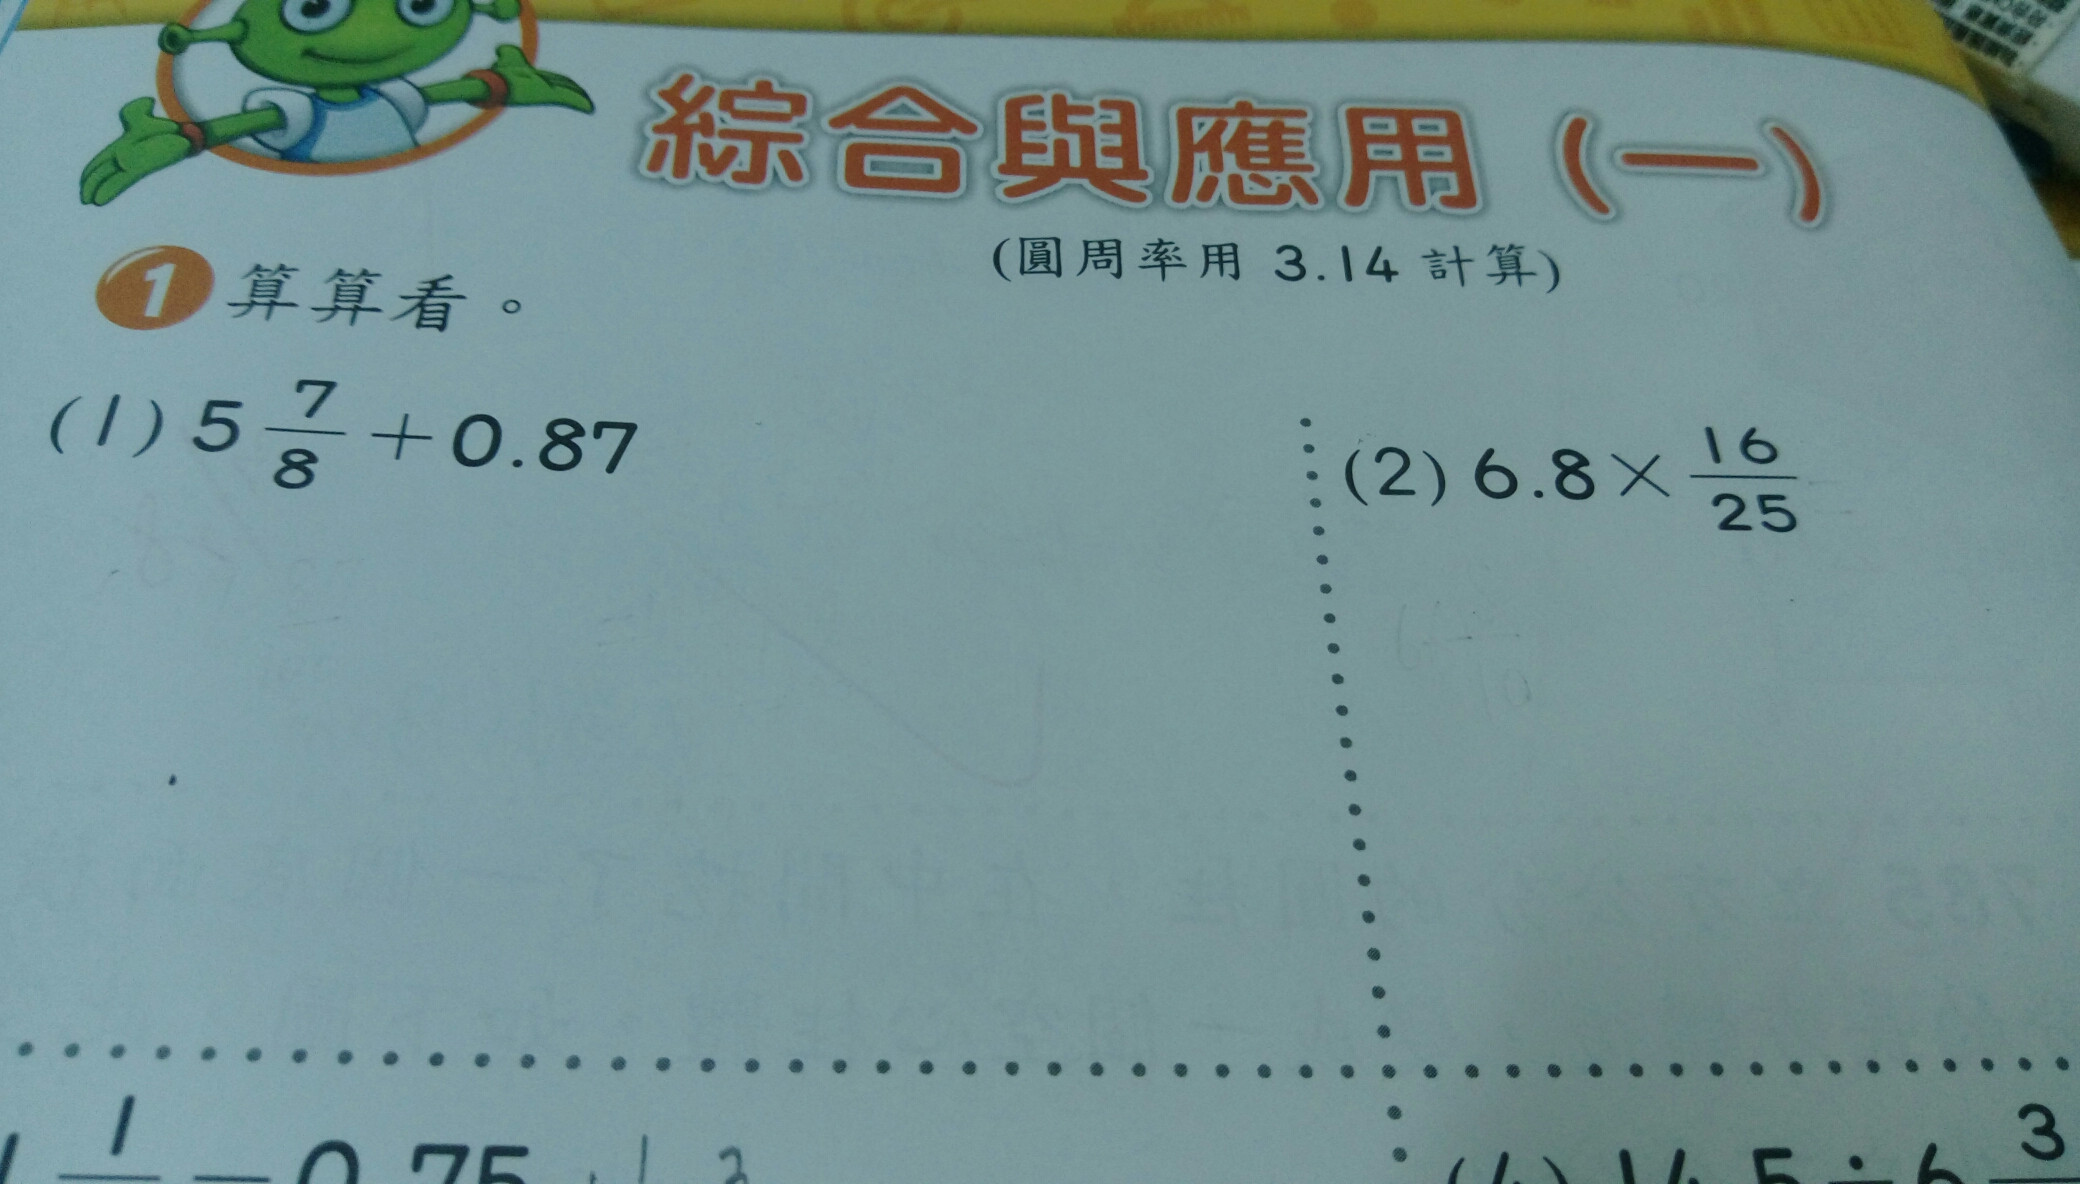 綜合與應用(一)
(圓周率用 3.14 計算)
1 算算看。
(1) 5 7/8 + 0.87
(2) 6.8 × 16/25